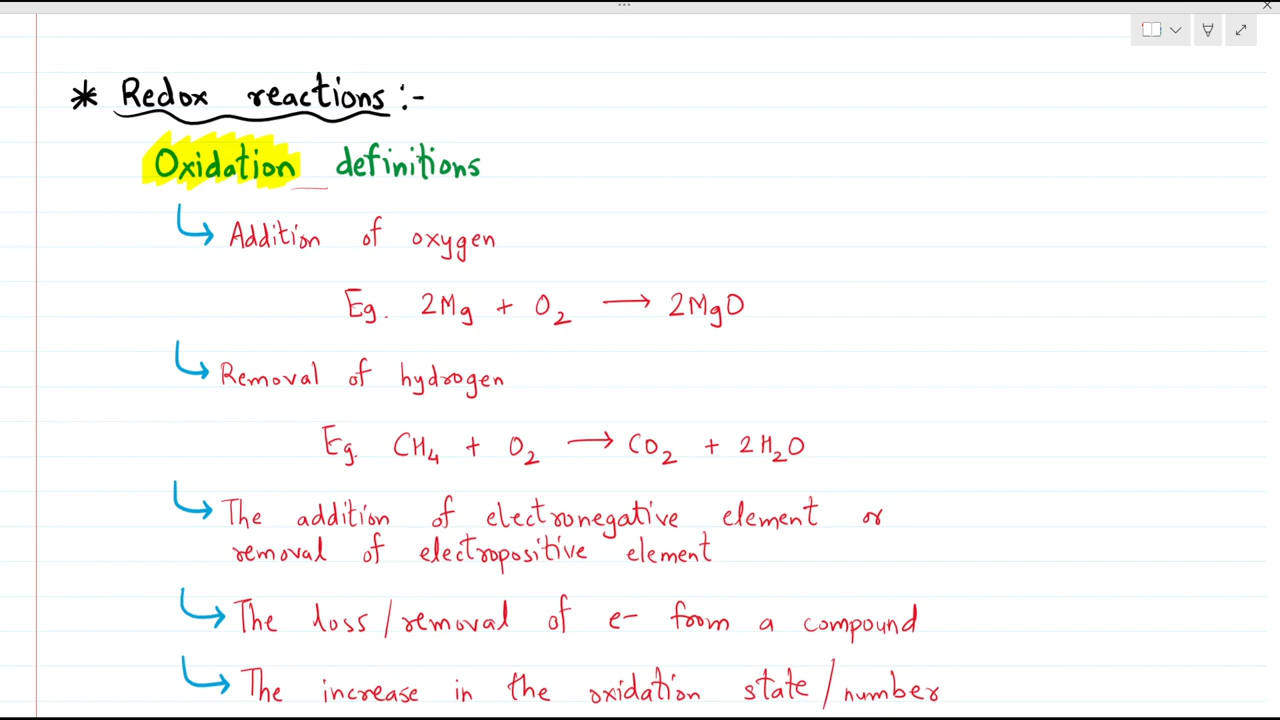 * Redox reactions :-
Oxidation definitions
Addition of oxygen
Eg. 2Mg + O₂ → 2MgO
Removal of hydrogen
Eg. CH₄ + O₂ → CO₂ + 2H₂O
The addition of electronegative element or
removal of electropositive element
The loss/removal of e- from a compound
The increase in the oxidation state/number